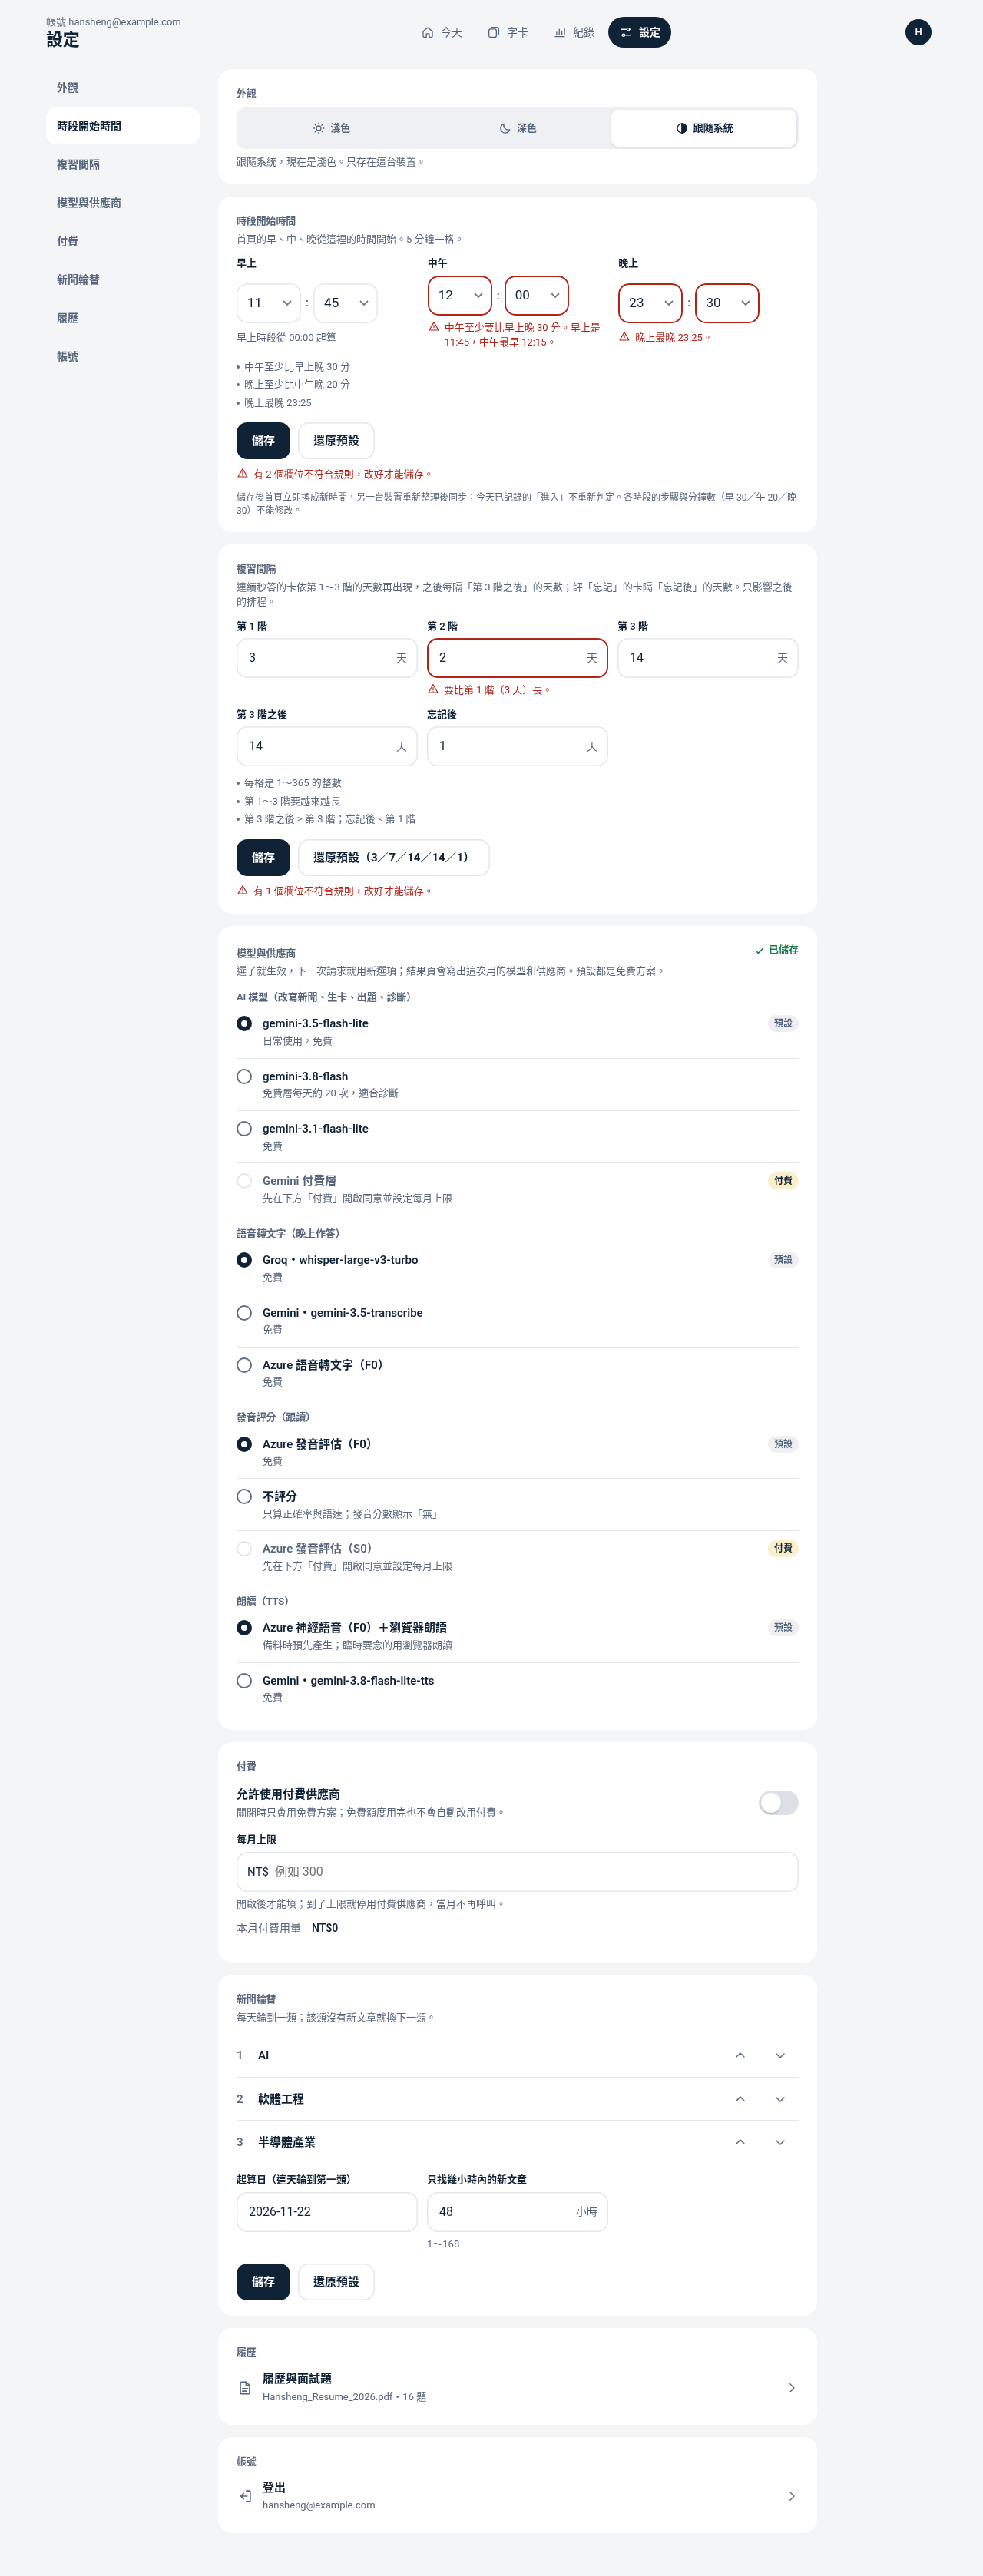 帳號 hansheng@example.com
設定
今天
字卡
紀錄
設定
H
外觀
時段開始時間
複習間隔
模型與供應商
付費
新聞輪替
履歷
帳號
外觀
淺色
深色
跟隨系統
跟隨系統，現在是淺色。只存在這台裝置。
時段開始時間
首頁的早、中、晚從這裡的時間開始。5 分鐘一格。
早上
中午
晚上
11 : 45
12 : 00
23 : 30
早上時段從 00:00 起算
中午至少要比早上晚 30 分。早上是
11:45，中午最早 12:15。
晚上最晚 23:25。
• 中午至少比早上晚 30 分
• 晚上至少比中午晚 20 分
• 晚上最晚 23:25
儲存
還原預設
有 2 個欄位不符合規則，改好才能儲存。
儲存後首頁立即換成新時間，另一台裝置重新整理後同步；今天已記錄的「進入」不重新判定。各時段的步驟與分鐘數（早 30／午 20／晚
30）不能修改。
複習間隔
連續秒答的卡依第 1～3 階的天數再出現，之後每隔「第 3 階之後」的天數；評「忘記」的卡隔「忘記後」的天數。只影響之後
的排程。
第 1 階
第 2 階
第 3 階
3 天
2 天
14 天
要比第 1 階（3 天）長。
第 3 階之後
忘記後
14 天
1 天
• 每格是 1～365 的整數
• 第 1～3 階要越來越長
• 第 3 階之後 ≥ 第 3 階；忘記後 ≤ 第 1 階
儲存
還原預設（3／7／14／14／1）
有 1 個欄位不符合規則，改好才能儲存。
模型與供應商
已儲存
選了就生效，下一次請求就用新選項；結果頁會寫出這次用的模型和供應商。預設都是免費方案。
AI 模型（改寫新聞、生卡、出題、診斷）
gemini-3.5-flash-lite
預設
日常使用，免費
gemini-3.8-flash
免費層每天約 20 次，適合診斷
gemini-3.1-flash-lite
免費
Gemini 付費層
付費
先在下方「付費」開啟同意並設定每月上限
語音轉文字（晚上作答）
Groq・whisper-large-v3-turbo
預設
免費
Gemini・gemini-3.5-transcribe
免費
Azure 語音轉文字（F0）
免費
發音評分（跟讀）
Azure 發音評估（F0）
預設
免費
不評分
只算正確率與語速；發音分數顯示「無」
Azure 發音評估（S0）
付費
先在下方「付費」開啟同意並設定每月上限
朗讀（TTS）
Azure 神經語音（F0）＋瀏覽器朗讀
預設
備料時預先產生；臨時要念的用瀏覽器朗讀
Gemini・gemini-3.8-flash-lite-tts
免費
付費
允許使用付費供應商
關閉時只會用免費方案；免費額度用完也不會自動改用付費。
每月上限
NT$ 例如 300
開啟後才能填；到了上限就停用付費供應商，當月不再呼叫。
本月付費用量 NT$0
新聞輪替
每天輪到一類；該類沒有新文章就換下一類。
1 AI
2 軟體工程
3 半導體產業
起算日（這天輪到第一類）
只找幾小時內的新文章
2026-11-22
48 小時
1～168
儲存
還原預設
履歷
履歷與面試題
Hansheng_Resume_2026.pdf・16 題
帳號
登出
hansheng@example.com